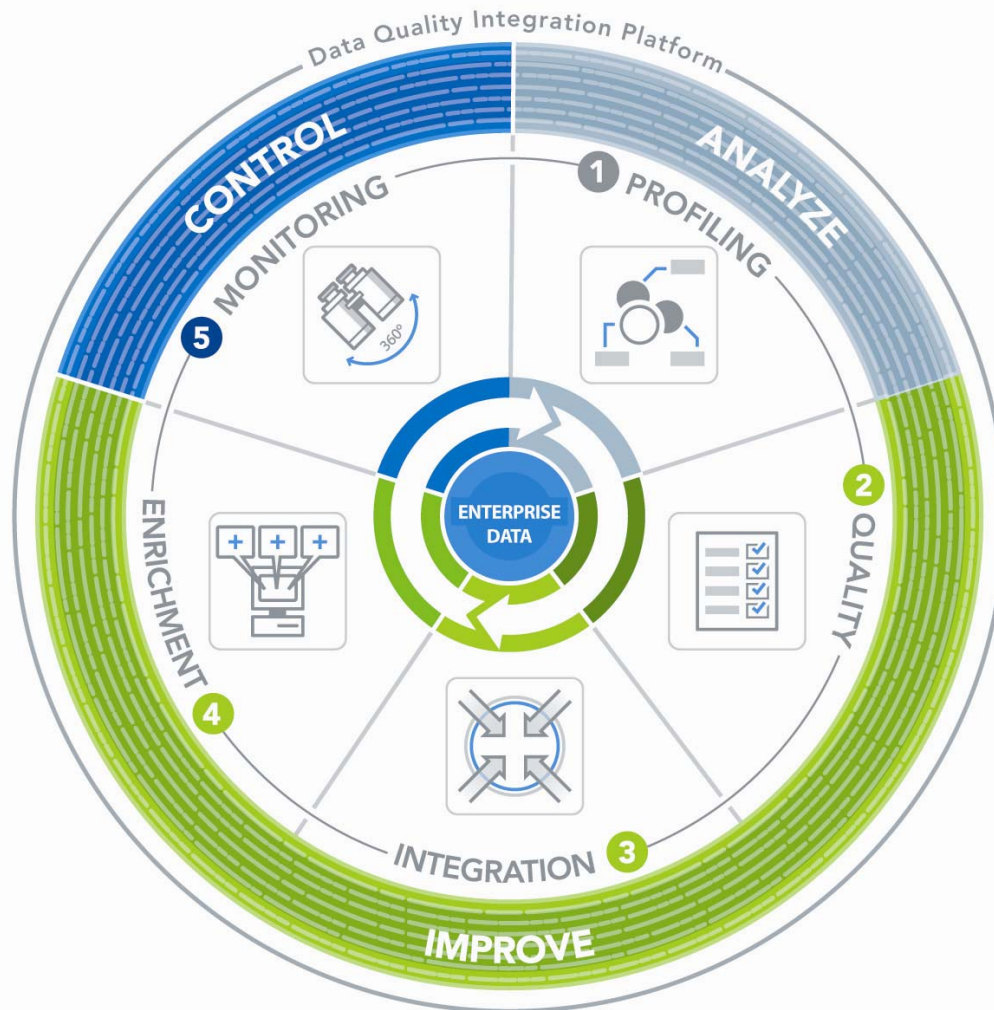 Data Quality Integration Platform
CONTROL
ANALYZE
IMPROVE
1 PROFILING
2 QUALITY
3 INTEGRATION
4 ENRICHMENT
5 MONITORING
360º
ENTERPRISE
DATA